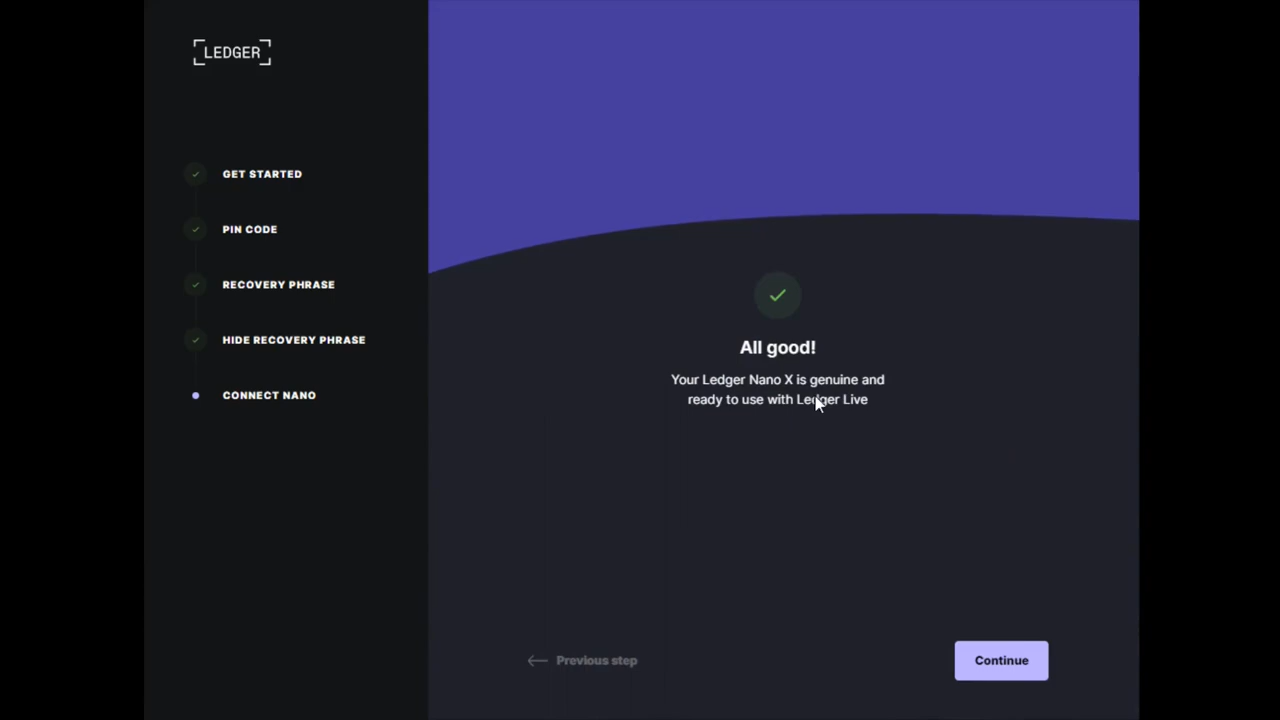 LEDGER
GET STARTED
PIN CODE
RECOVERY PHRASE
HIDE RECOVERY PHRASE
CONNECT NANO
All good!
Your Ledger Nano X is genuine and
ready to use with Ledger Live
Previous step
Continue